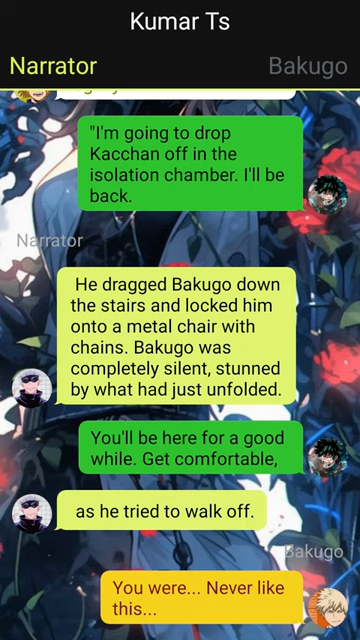 Kumar Ts
Narrator
Bakugo
"I'm going to drop
Kacchan off in the
isolation chamber. I'll be
back.
Narrator
He dragged Bakugo down
the stairs and locked him
onto a metal chair with
chains. Bakugo was
completely silent, stunned
by what had just unfolded.
You'll be here for a good
while. Get comfortable,
as he tried to walk off.
Bakugo
You were... Never like
this...